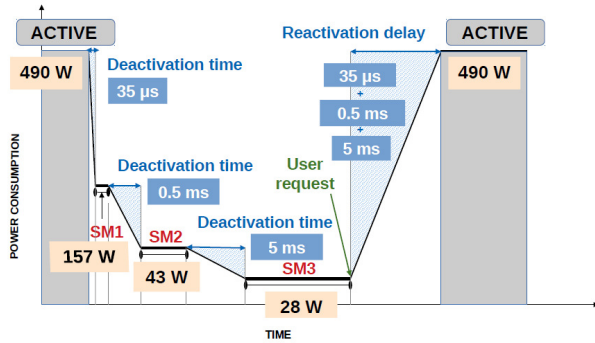 ACTIVE
490 W
Deactivation time
35 µs
Deactivation time
0.5 ms
SM1
157 W
SM2
43 W
Deactivation time
5 ms
SM3
28 W
User
request
Reactivation delay
35 µs
+
0.5 ms
+
5 ms
ACTIVE
490 W
POWER CONSUMPTION
TIME